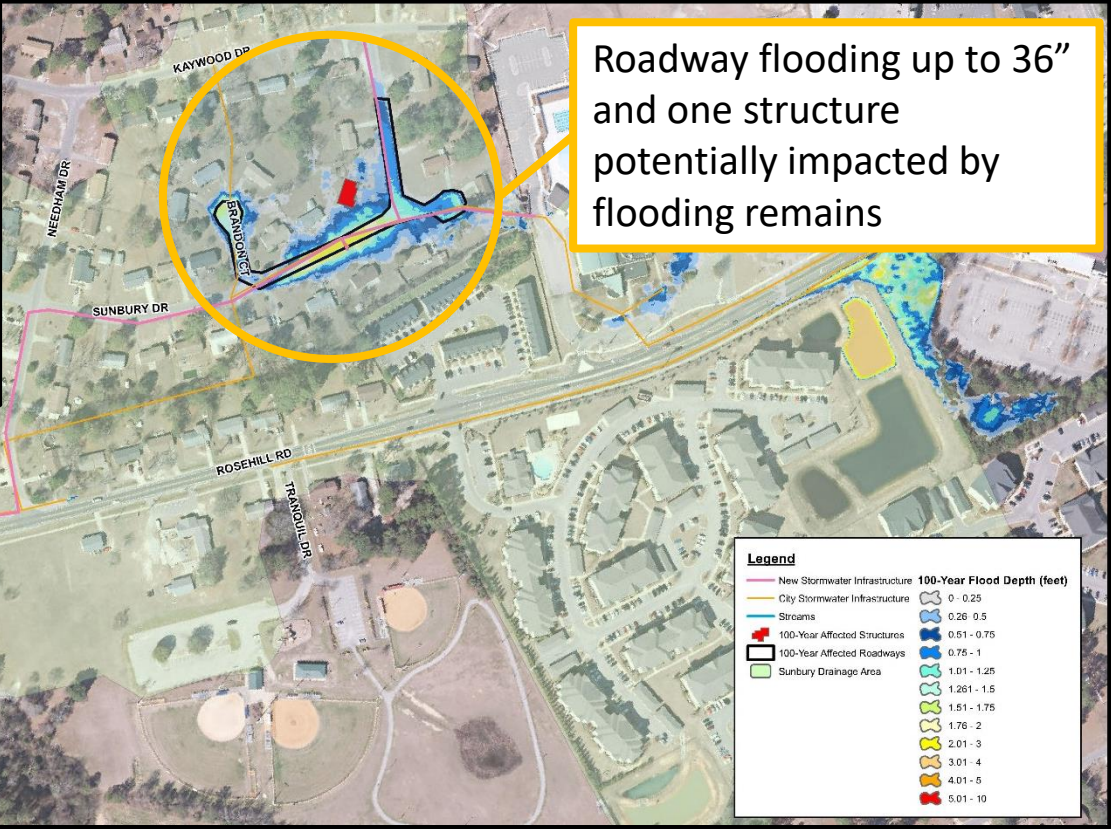 Roadway flooding up to 36”
and one structure
potentially impacted by
flooding remains
KAYWOOD DR
NEEDHAM DR
BRANDON CT
SUNBURY DR
ROSEHILL RD
TRANQUIL DR
Legend
New Stormwater Infrastructure
City Stormwater Infrastructure
Streams
100-Year Affected Structures
100-Year Affected Roadways
Sunbury Drainage Area
100-Year Flood Depth (feet)
0 - 0.25
0.26 - 0.5
0.51 - 0.75
0.75 - 1
1.01 - 1.25
1.261 - 1.5
1.51 - 1.75
1.76 - 2
2.01 - 3
3.01 - 4
4.01 - 5
5.01 - 10